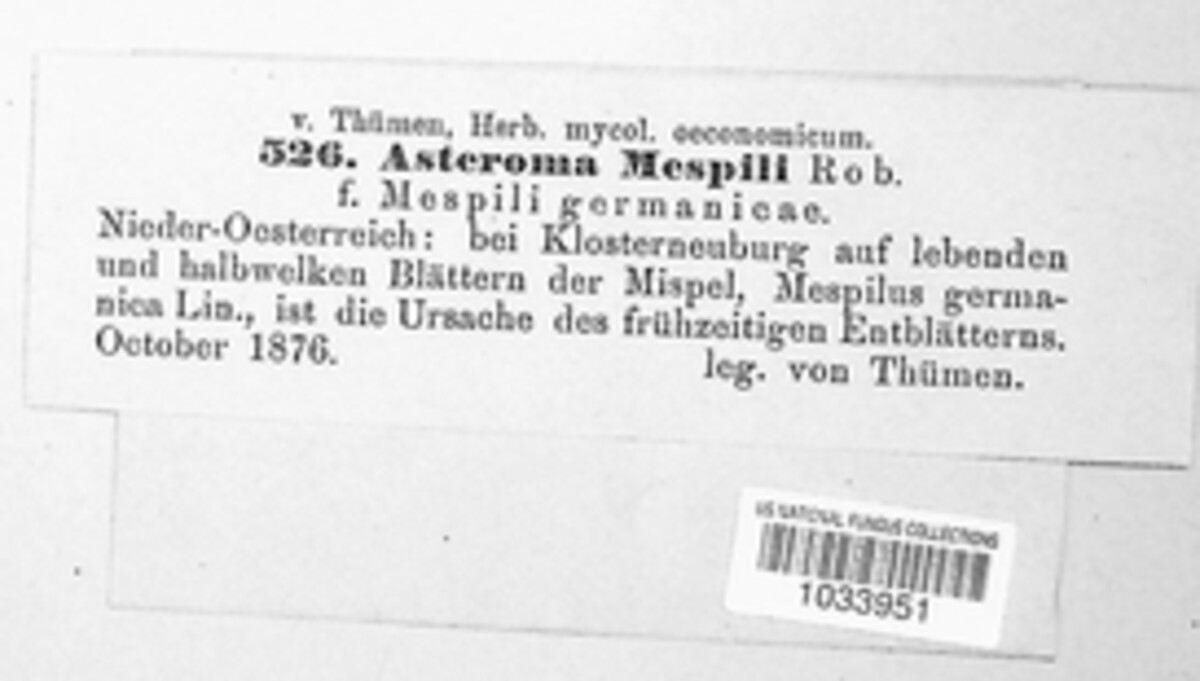 v. Thümen, Herb. mycol. oeconomicum.
526. Asteroma Mespili Rob.
f. Mespili germanicae.
Nieder-Oesterreich: bei Klosterneuburg auf lebenden
und halbwelken Blättern der Mispel, Mespilus germa-
nica Lin., ist die Ursache des frühzeitigen Entblätterns.
October 1876. leg. von Thümen.
US NATIONAL FUNGUS COLLECTIONS
1033951